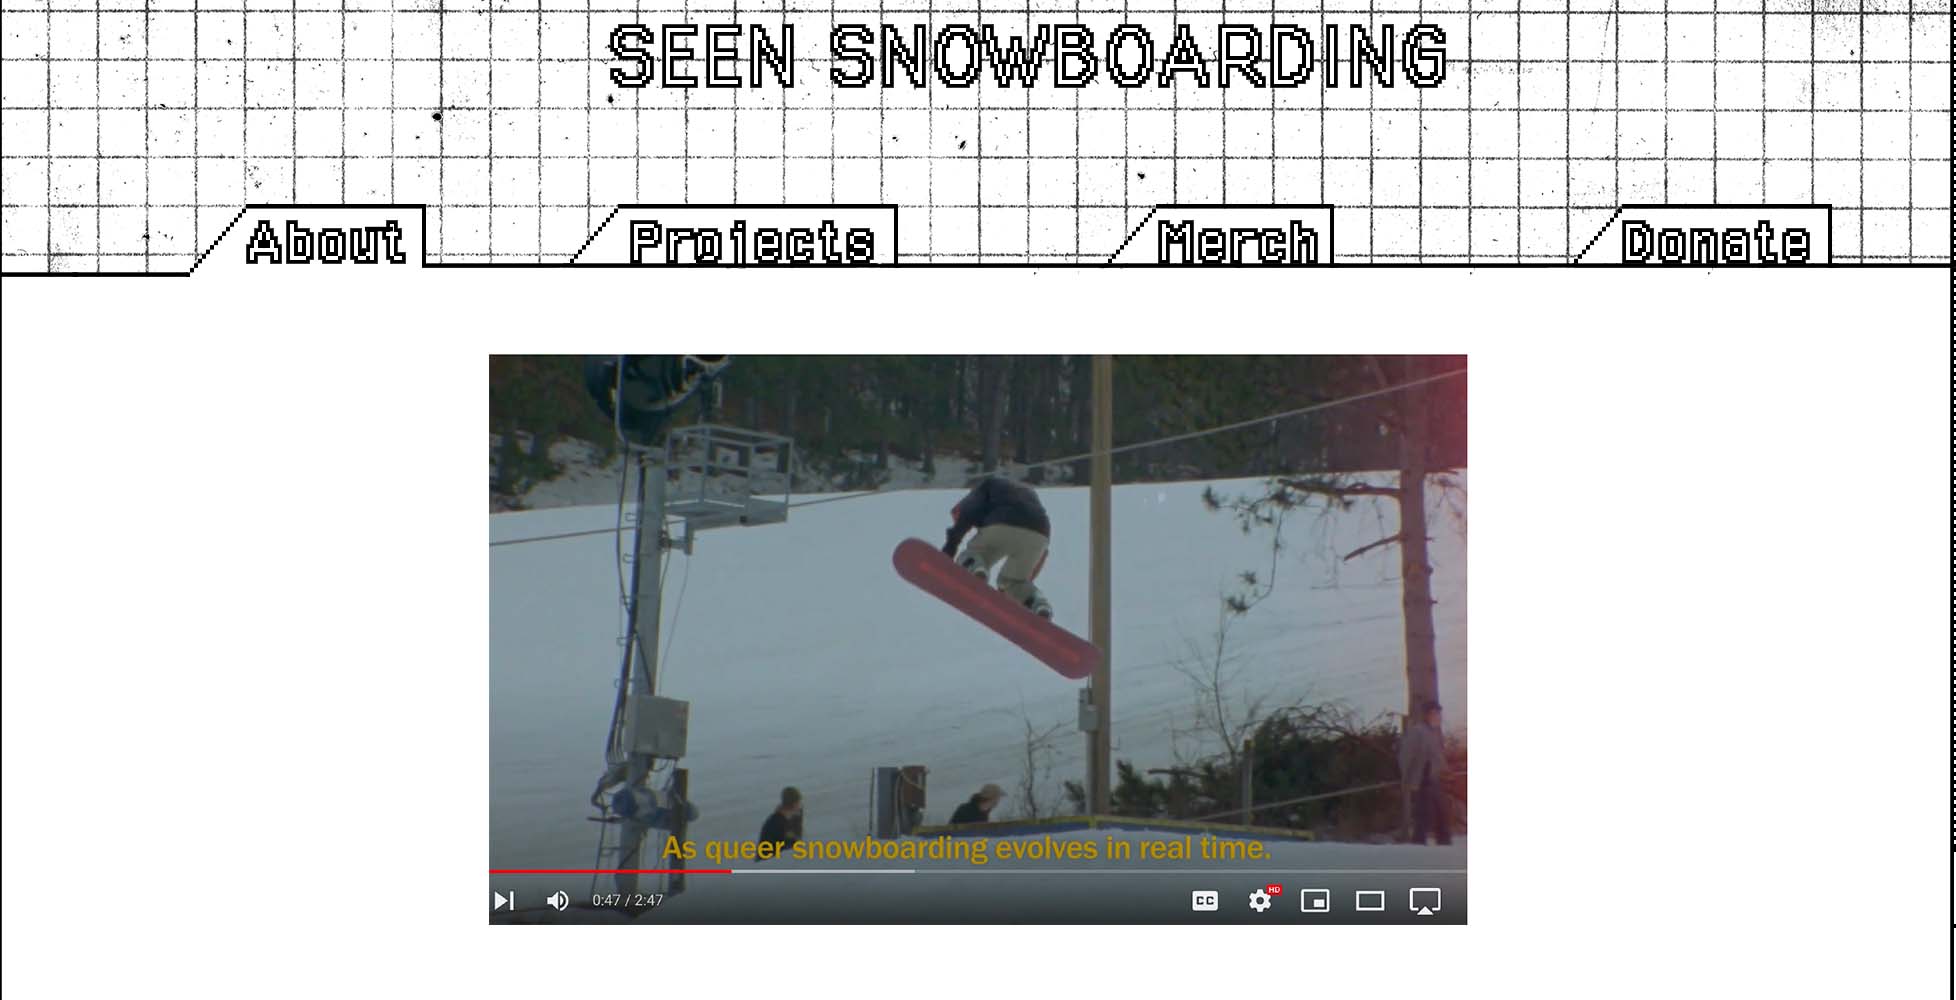 SEEN SNOWBOARDING
About Projects Merch Donate
As queer snowboarding evolves in real time.
0:47 / 2:47 CC HD